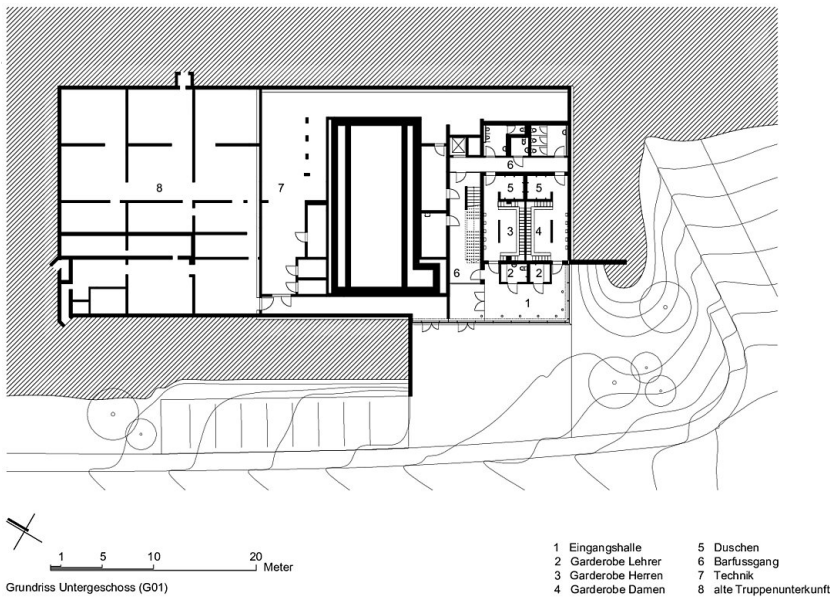 8
7
6
5
5
3
4
6
2
2
1
1
5
10
20
Meter
Grundriss Untergeschoss (G01)
1 Eingangshalle
2 Garderobe Lehrer
3 Garderobe Herren
4 Garderobe Damen
5 Duschen
6 Barfussgang
7 Technik
8 alte Truppenunterkunft